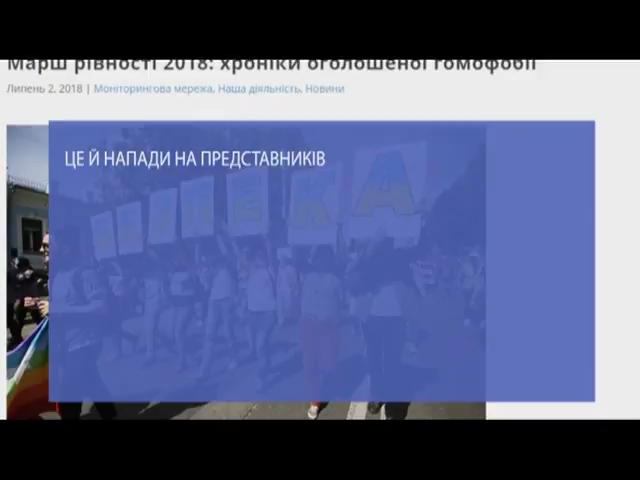 Марш рівності 2018: хроніки оголошеної гомофобії
Липень 2, 2018 | Моніторингова мережа, Наша діяльність, Новини
ЦЕ Й НАПАДИ НА ПРЕДСТАВНИКІВ